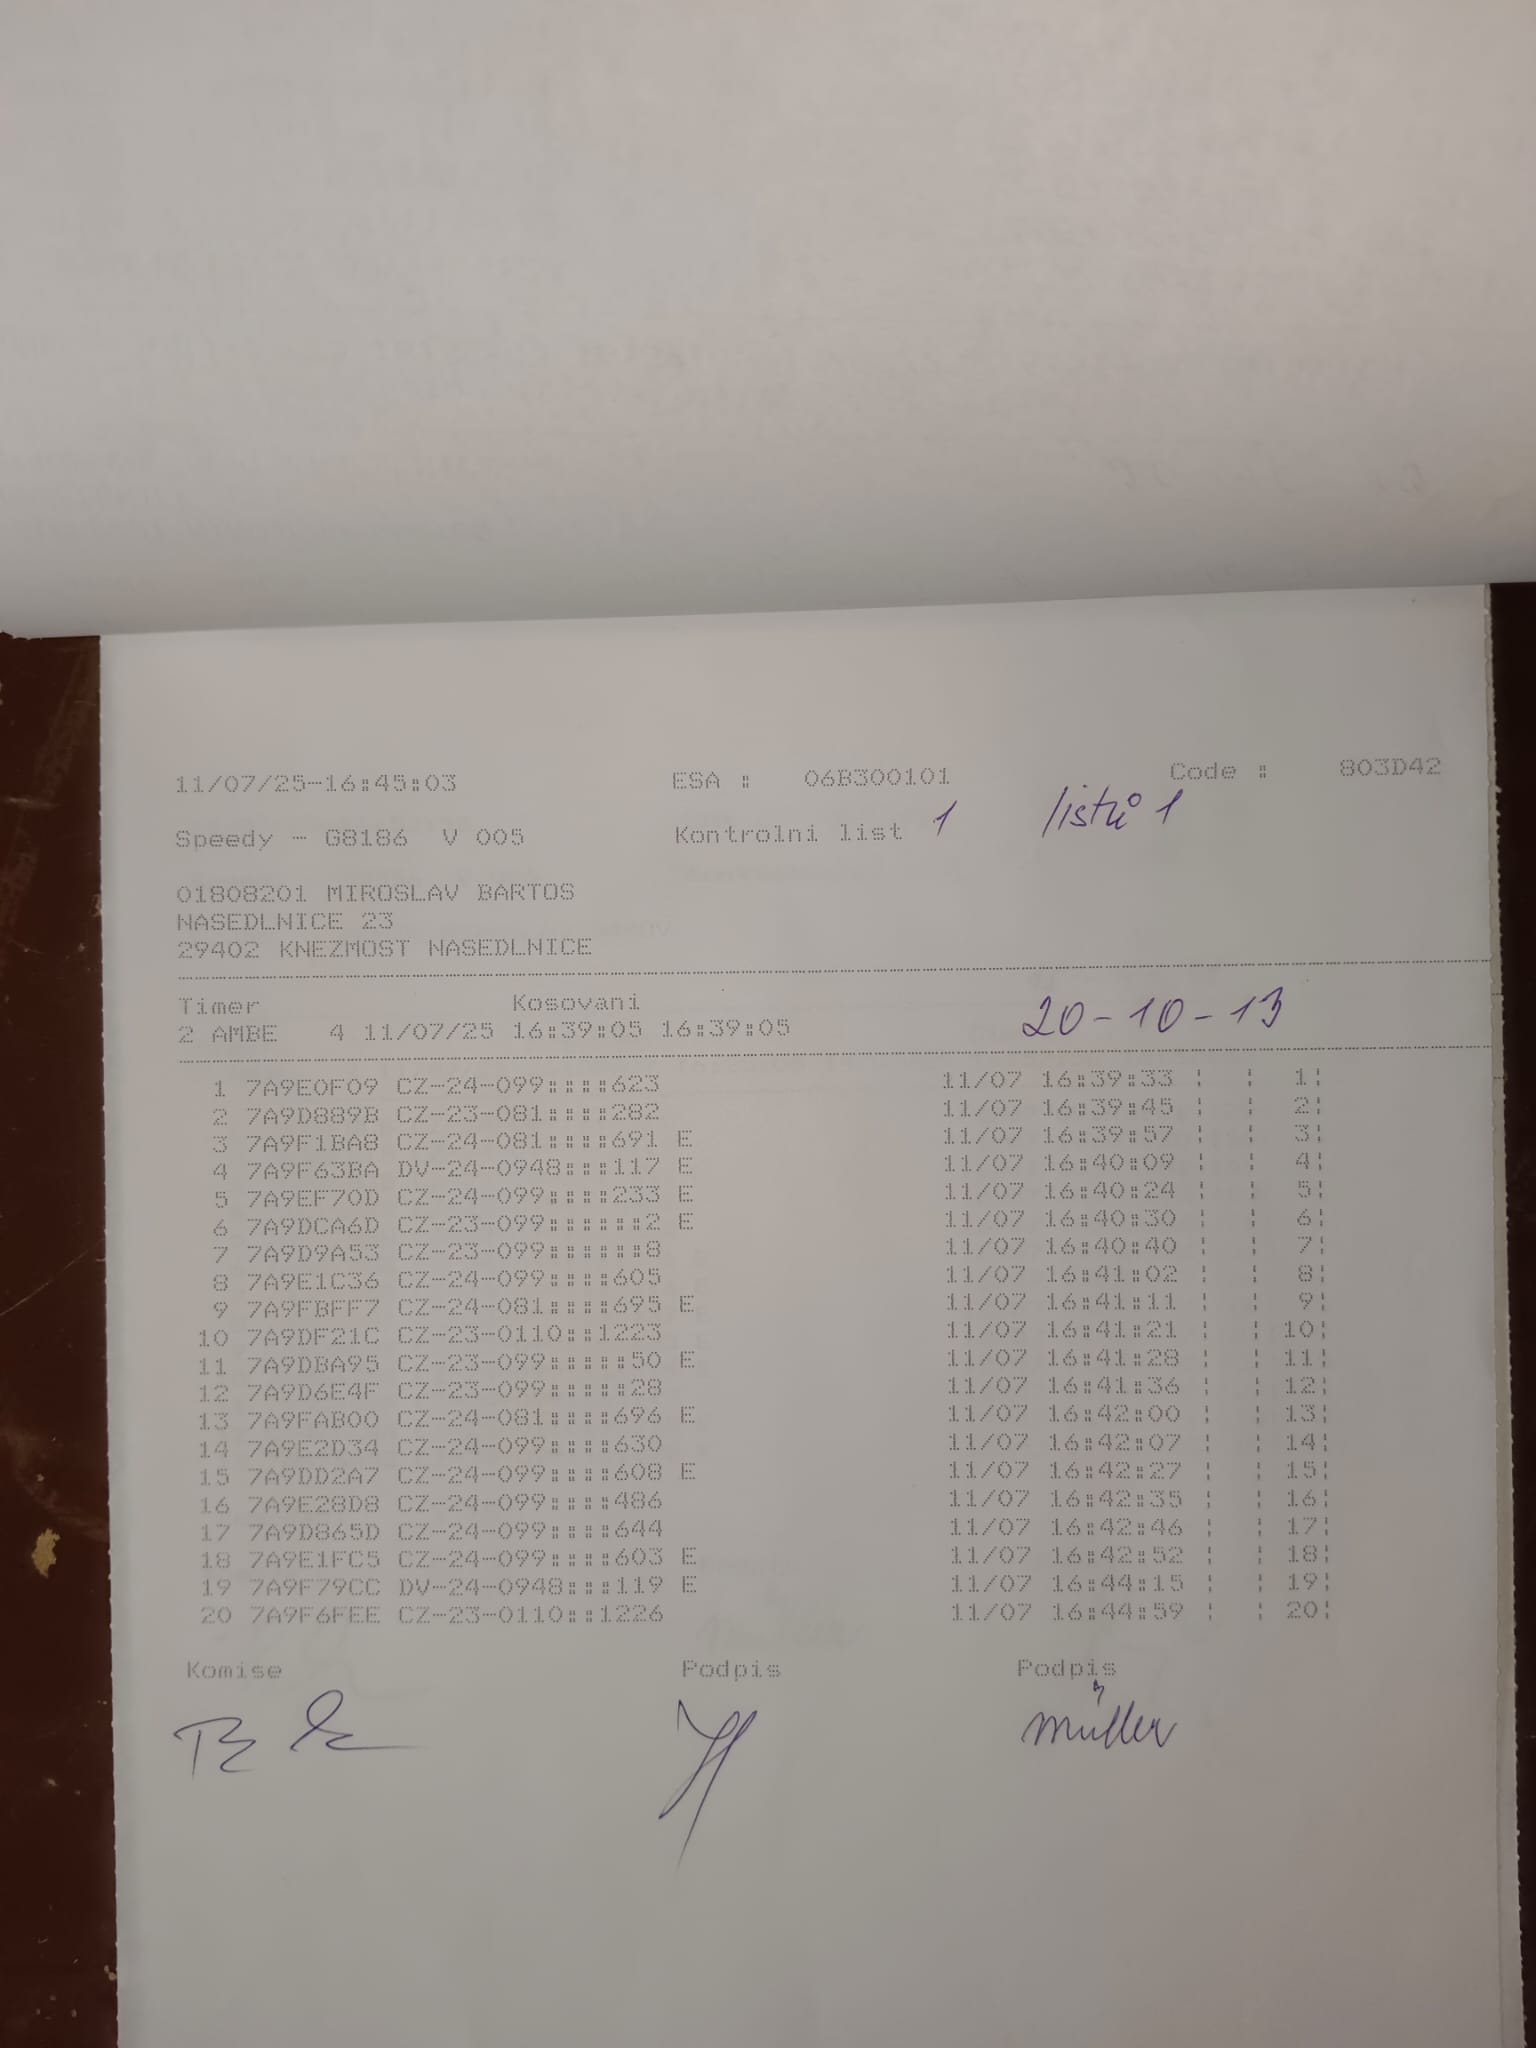 11/07/25-16:45:03 ESA : 06B300101 Code : 803D42
Speedy - G8186 V 005 Kontrolni list 1 listů 1
01808201 MIROSLAV BARTOS
NASEDLNICE 23
29402 KNEZMOST NASEDLNICE
Timer Kosovani
2 AMBE 4 11/07/25 16:39:05 16:39:05 20-10-13
1 7A9E0F09 CZ-24-099::::623 11/07 16:39:33 ¦ ¦ 1¦
2 7A9D889B CZ-23-081::::282 11/07 16:39:45 ¦ ¦ 2¦
3 7A9F1BA8 CZ-24-081::::691 E 11/07 16:39:57 ¦ ¦ 3¦
4 7A9F63BA DV-24-0948:::117 E 11/07 16:40:09 ¦ ¦ 4¦
5 7A9EF70D CZ-24-099::::233 E 11/07 16:40:24 ¦ ¦ 5¦
6 7A9DCA6D CZ-23-099::::::2 E 11/07 16:40:30 ¦ ¦ 6¦
7 7A9D9A53 CZ-23-099::::::8 11/07 16:40:40 ¦ ¦ 7¦
8 7A9E1C36 CZ-24-099::::605 11/07 16:41:02 ¦ ¦ 8¦
9 7A9FBFF7 CZ-24-081::::695 E 11/07 16:41:11 ¦ ¦ 9¦
10 7A9DF21C CZ-23-0110::1223 11/07 16:41:21 ¦ ¦ 10¦
11 7A9DBA95 CZ-23-099:::::50 E 11/07 16:41:28 ¦ ¦ 11¦
12 7A9D6E4F CZ-23-099:::::28 11/07 16:41:36 ¦ ¦ 12¦
13 7A9FAB00 CZ-24-081::::696 E 11/07 16:42:00 ¦ ¦ 13¦
14 7A9E2D34 CZ-24-099::::630 11/07 16:42:07 ¦ ¦ 14¦
15 7A9DD2A7 CZ-24-099::::608 E 11/07 16:42:27 ¦ ¦ 15¦
16 7A9E28D8 CZ-24-099::::486 11/07 16:42:35 ¦ ¦ 16¦
17 7A9D865D CZ-24-099::::644 11/07 16:42:46 ¦ ¦ 17¦
18 7A9E1FC5 CZ-24-099::::603 E 11/07 16:42:52 ¦ ¦ 18¦
19 7A9F79CC DV-24-0948:::119 E 11/07 16:44:15 ¦ ¦ 19¦
20 7A9F6FEE CZ-23-0110::1226 11/07 16:44:59 ¦ ¦ 20¦
Komise Podpis Podpis
Müller